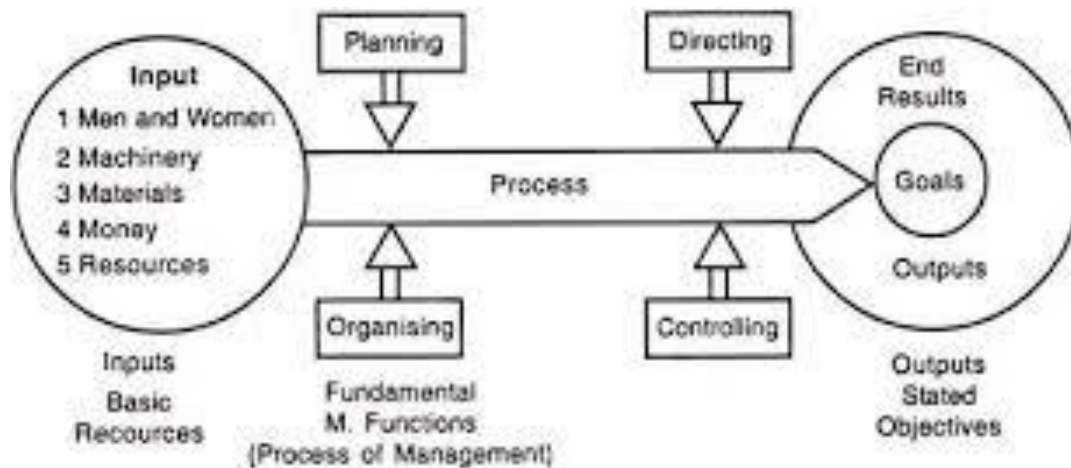 Planning
Directing
Input
1 Men and Women
2 Machinery
3 Materials
4 Money
5 Resources
Process
End
Results
Goals
Outputs
Organising
Controlling
Inputs
Basic
Recources
Fundamental
M. Functions
(Process of Management)
Outputs
Stated
Objectives